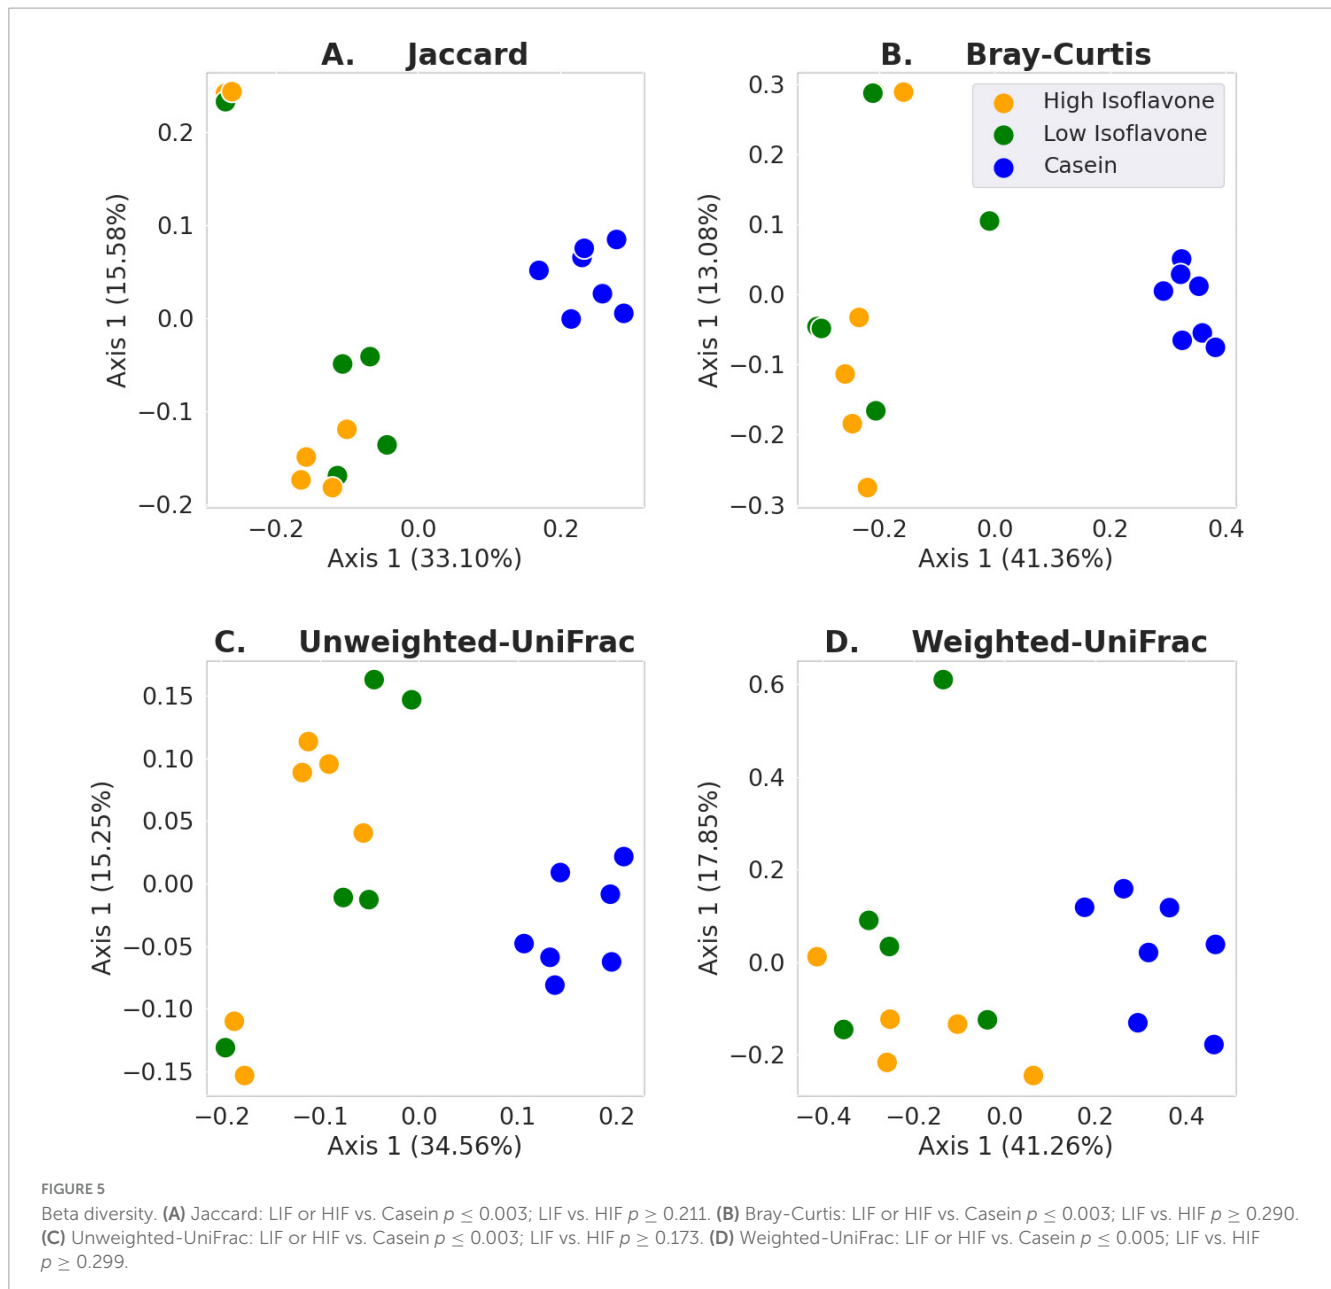 A. Jaccard
Axis 1 (15.58%)
0.2
0.1
0.0
−0.1
−0.2
−0.2 0.0 0.2
Axis 1 (33.10%)
B. Bray-Curtis
High Isoflavone
Low Isoflavone
Casein
Axis 1 (13.08%)
0.3
0.2
0.1
0.0
−0.1
−0.2
−0.3
−0.2 0.0 0.2 0.4
Axis 1 (41.36%)
C. Unweighted-UniFrac
Axis 1 (15.25%)
0.15
0.10
0.05
0.00
−0.05
−0.10
−0.15
−0.2 −0.1 0.0 0.1 0.2
Axis 1 (34.56%)
D. Weighted-UniFrac
Axis 1 (17.85%)
0.6
0.4
0.2
0.0
−0.2
−0.4 −0.2 0.0 0.2 0.4
Axis 1 (41.26%)
FIGURE 5
Beta diversity. (A) Jaccard: LIF or HIF vs. Casein p ≤ 0.003; LIF vs. HIF p ≥ 0.211. (B) Bray-Curtis: LIF or HIF vs. Casein p ≤ 0.003; LIF vs. HIF p ≥ 0.290.
(C) Unweighted-UniFrac: LIF or HIF vs. Casein p ≤ 0.003; LIF vs. HIF p ≥ 0.173. (D) Weighted-UniFrac: LIF or HIF vs. Casein p ≤ 0.005; LIF vs. HIF
p ≥ 0.299.